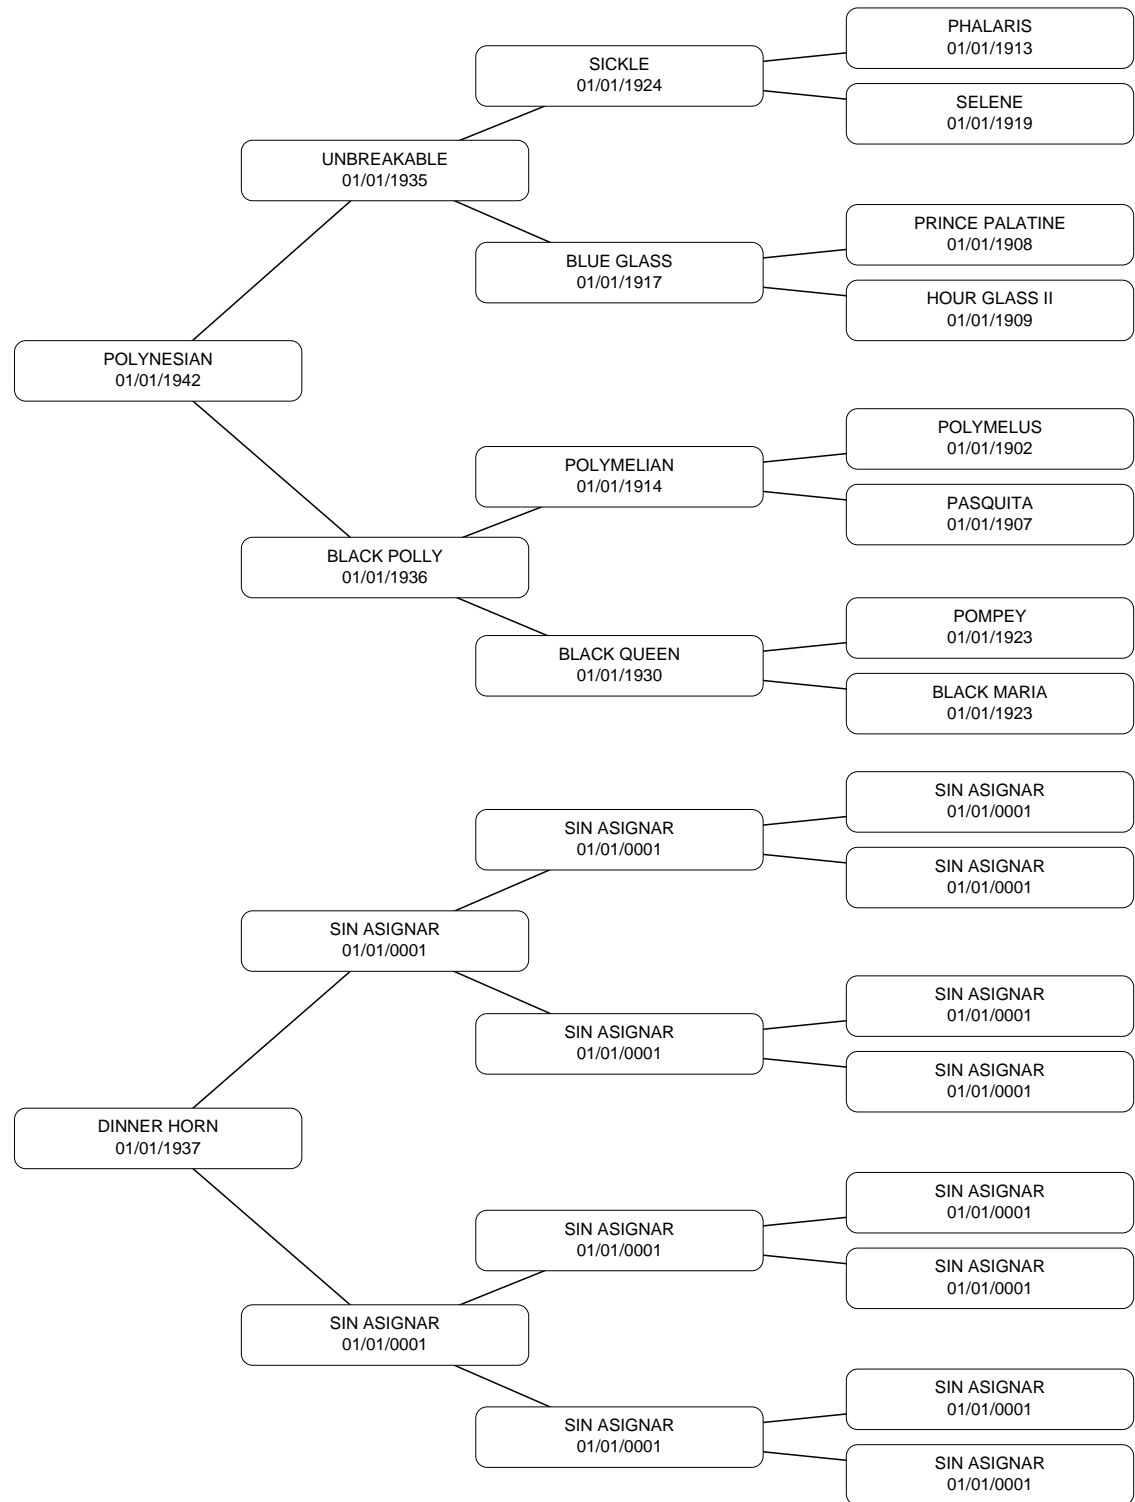 PHALARIS
01/01/1913
SICKLE
01/01/1924
SELENE
01/01/1919
UNBREAKABLE
01/01/1935
PRINCE PALATINE
01/01/1908
BLUE GLASS
01/01/1917
HOUR GLASS II
01/01/1909
POLYNESIAN
01/01/1942
POLYMELUS
01/01/1902
POLYMELIAN
01/01/1914
PASQUITA
01/01/1907
BLACK POLLY
01/01/1936
POMPEY
01/01/1923
BLACK QUEEN
01/01/1930
BLACK MARIA
01/01/1923
SIN ASIGNAR
01/01/0001
SIN ASIGNAR
01/01/0001
SIN ASIGNAR
01/01/0001
SIN ASIGNAR
01/01/0001
SIN ASIGNAR
01/01/0001
SIN ASIGNAR
01/01/0001
SIN ASIGNAR
01/01/0001
DINNER HORN
01/01/1937
SIN ASIGNAR
01/01/0001
SIN ASIGNAR
01/01/0001
SIN ASIGNAR
01/01/0001
SIN ASIGNAR
01/01/0001
SIN ASIGNAR
01/01/0001
SIN ASIGNAR
01/01/0001
SIN ASIGNAR
01/01/0001